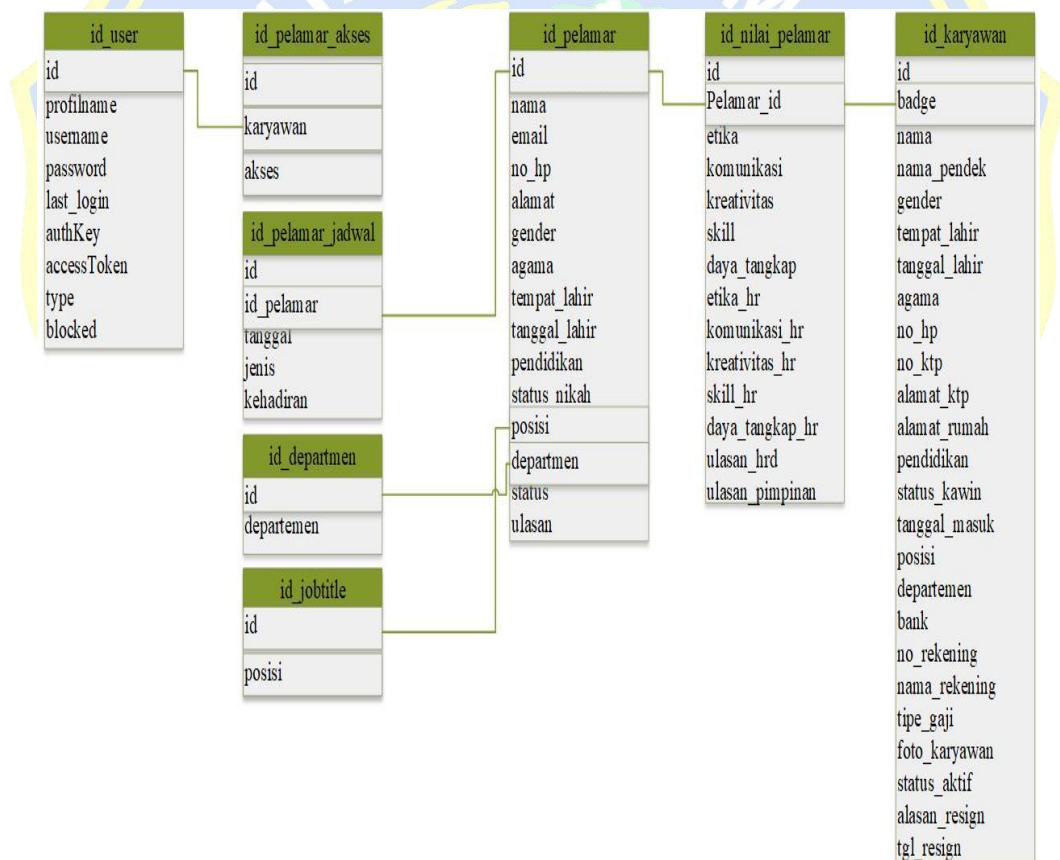 id_user
id
profilname
username
password
last_login
authKey
accessToken
type
blocked
id_pelamar_akses
id
karyawan
akses
id_pelamar_jadwal
id
id_pelamar
tanggal
jenis
kehadiran
id_departmen
id
departemen
id_jobtitle
id
posisi
id_pelamar
id
nama
email
no_hp
alamat
gender
agama
tempat_lahir
tanggal_lahir
pendidikan
status_nikah
posisi
departmen
status
ulasan
id_nilai_pelamar
id
Pelamar_id
etika
komunikasi
kreativitas
skill
daya_tangkap
etika_hr
komunikasi_hr
kreativitas_hr
skill_hr
daya_tangkap_hr
ulasan_hrd
ulasan_pimpinan
id_karyawan
id
badge
nama
nama_pendek
gender
tempat_lahir
tanggal_lahir
agama
no_hp
no_ktp
alamat_ktp
alamat_rumah
pendidikan
status_kawin
tanggal_masuk
posisi
departemen
bank
no_rekening
nama_rekening
tipe_gaji
foto_karyawan
status_aktif
alasan_resign
tgl_resign